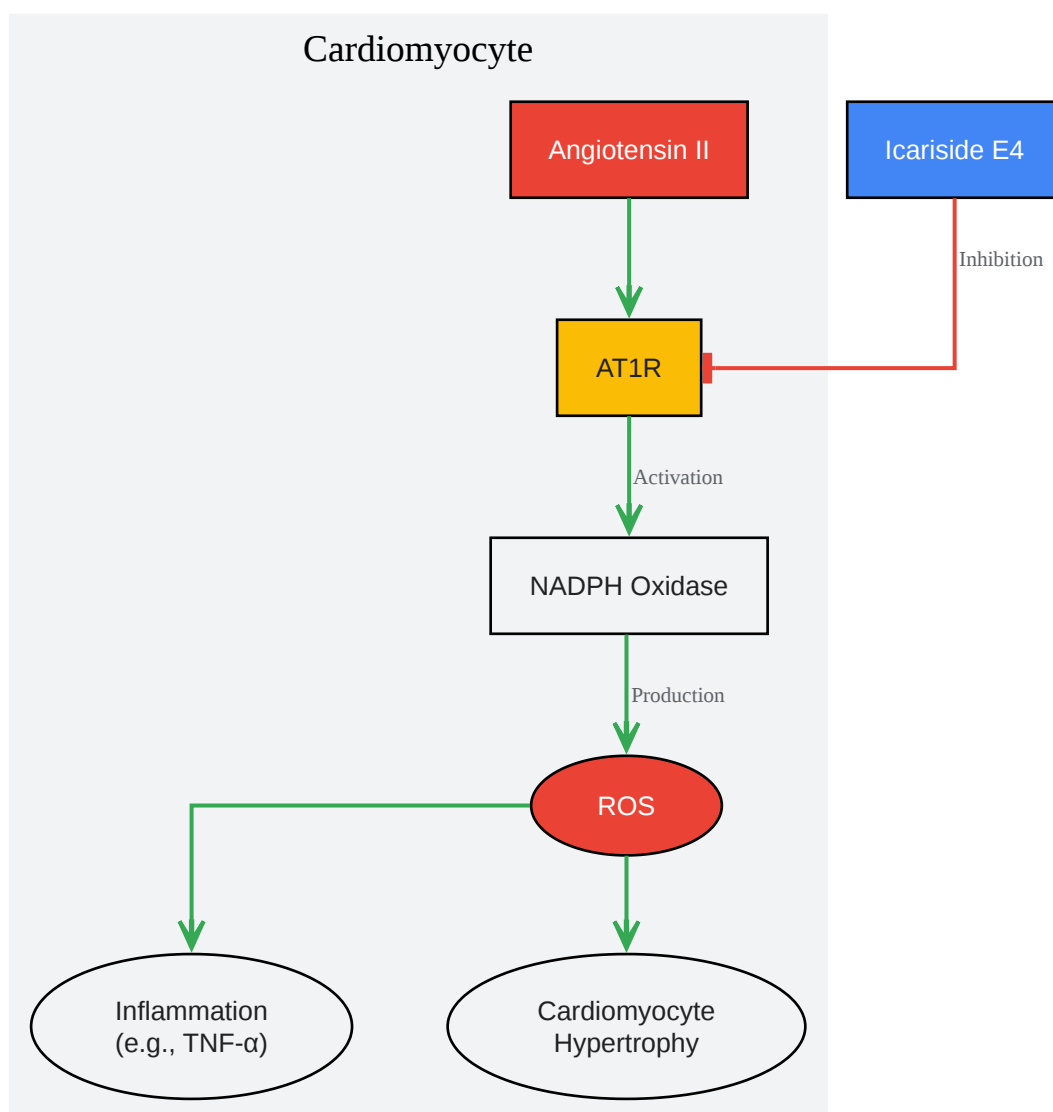 Cardiomyocyte
Angiotensin II
Icariside E4
Inhibition
AT1R
Activation
NADPH Oxidase
Production
ROS
Inflammation
(e.g., TNF-α)
Cardiomyocyte
Hypertrophy